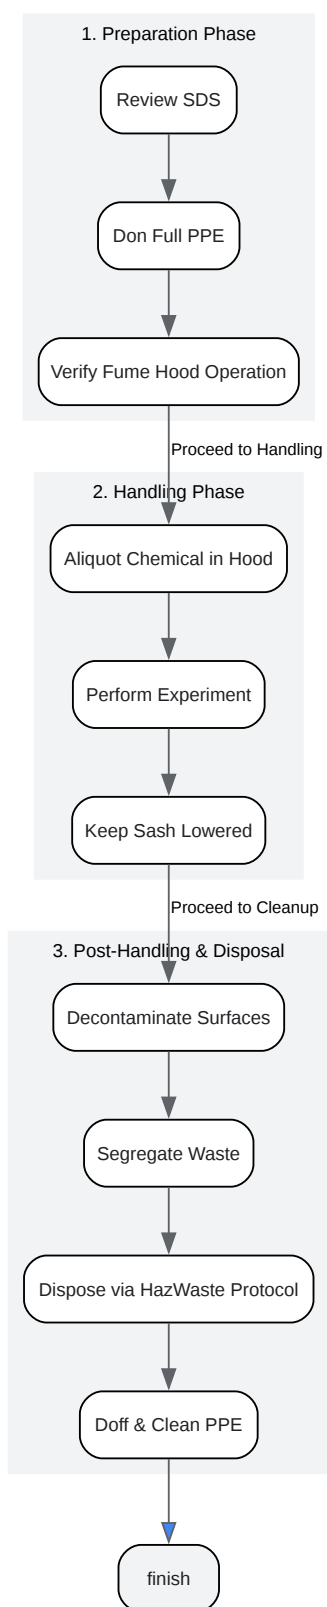 1. Preparation Phase
Review SDS
Don Full PPE
Verify Fume Hood Operation
Proceed to Handling
2. Handling Phase
Aliquot Chemical in Hood
Perform Experiment
Keep Sash Lowered
Proceed to Cleanup
3. Post-Handling & Disposal
Decontaminate Surfaces
Segregate Waste
Dispose via HazWaste Protocol
Doff & Clean PPE
finish